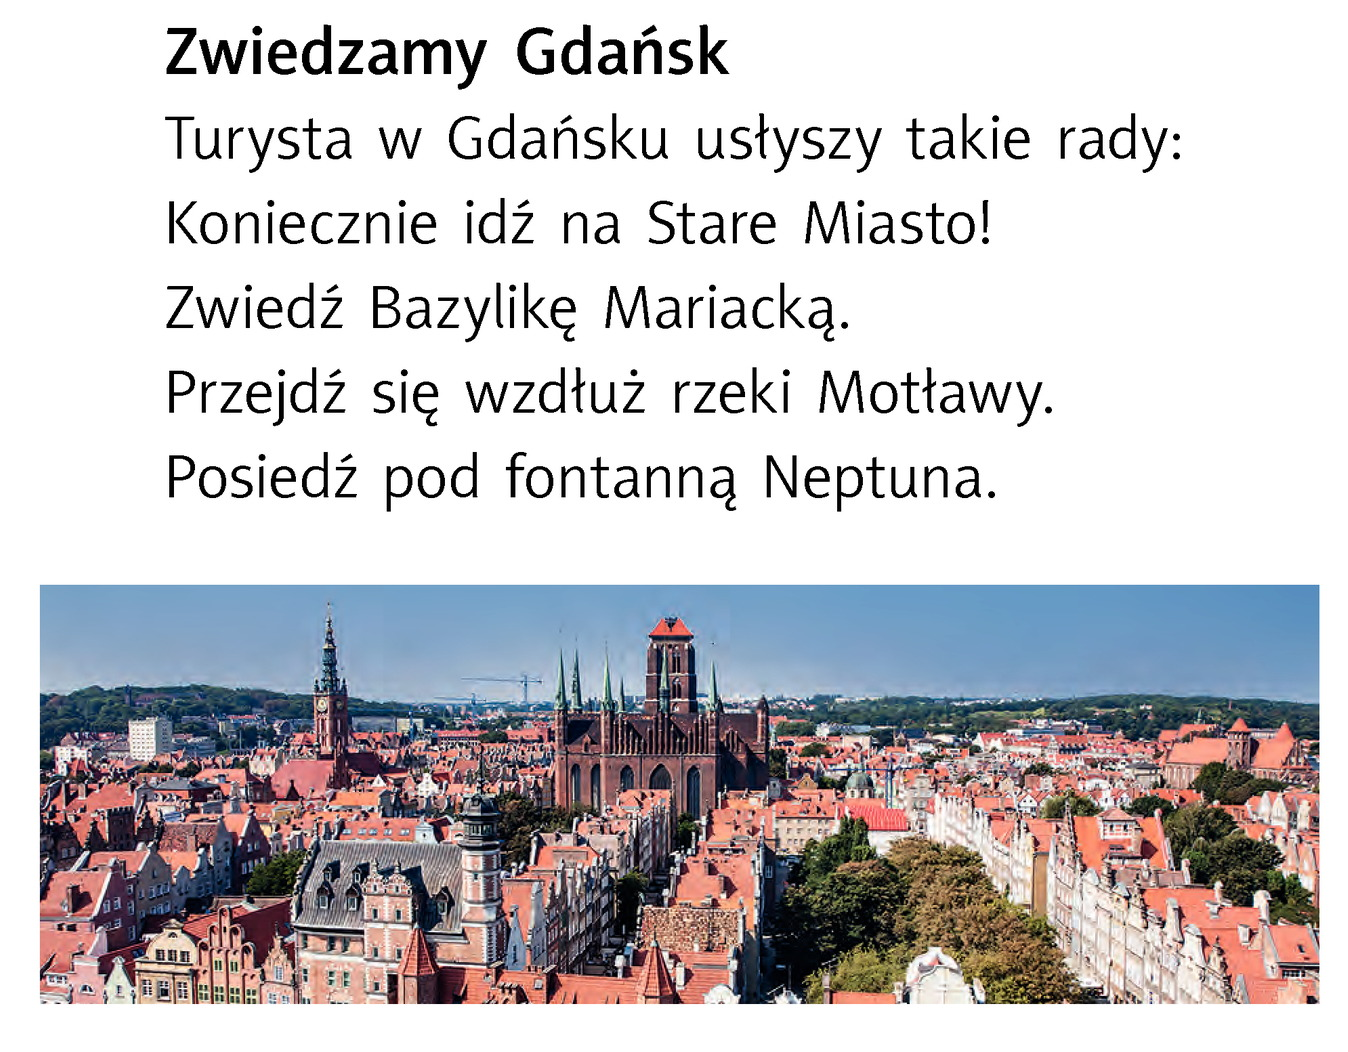 Zwiedzamy Gdańsk
Turysta w Gdańsku usłyszy takie rady:
Koniecznie idź na Stare Miasto!
Zwiedź Bazylikę Mariacką.
Przejdź się wzdłuż rzeki Motławy.
Posiedź pod fontanną Neptuna.